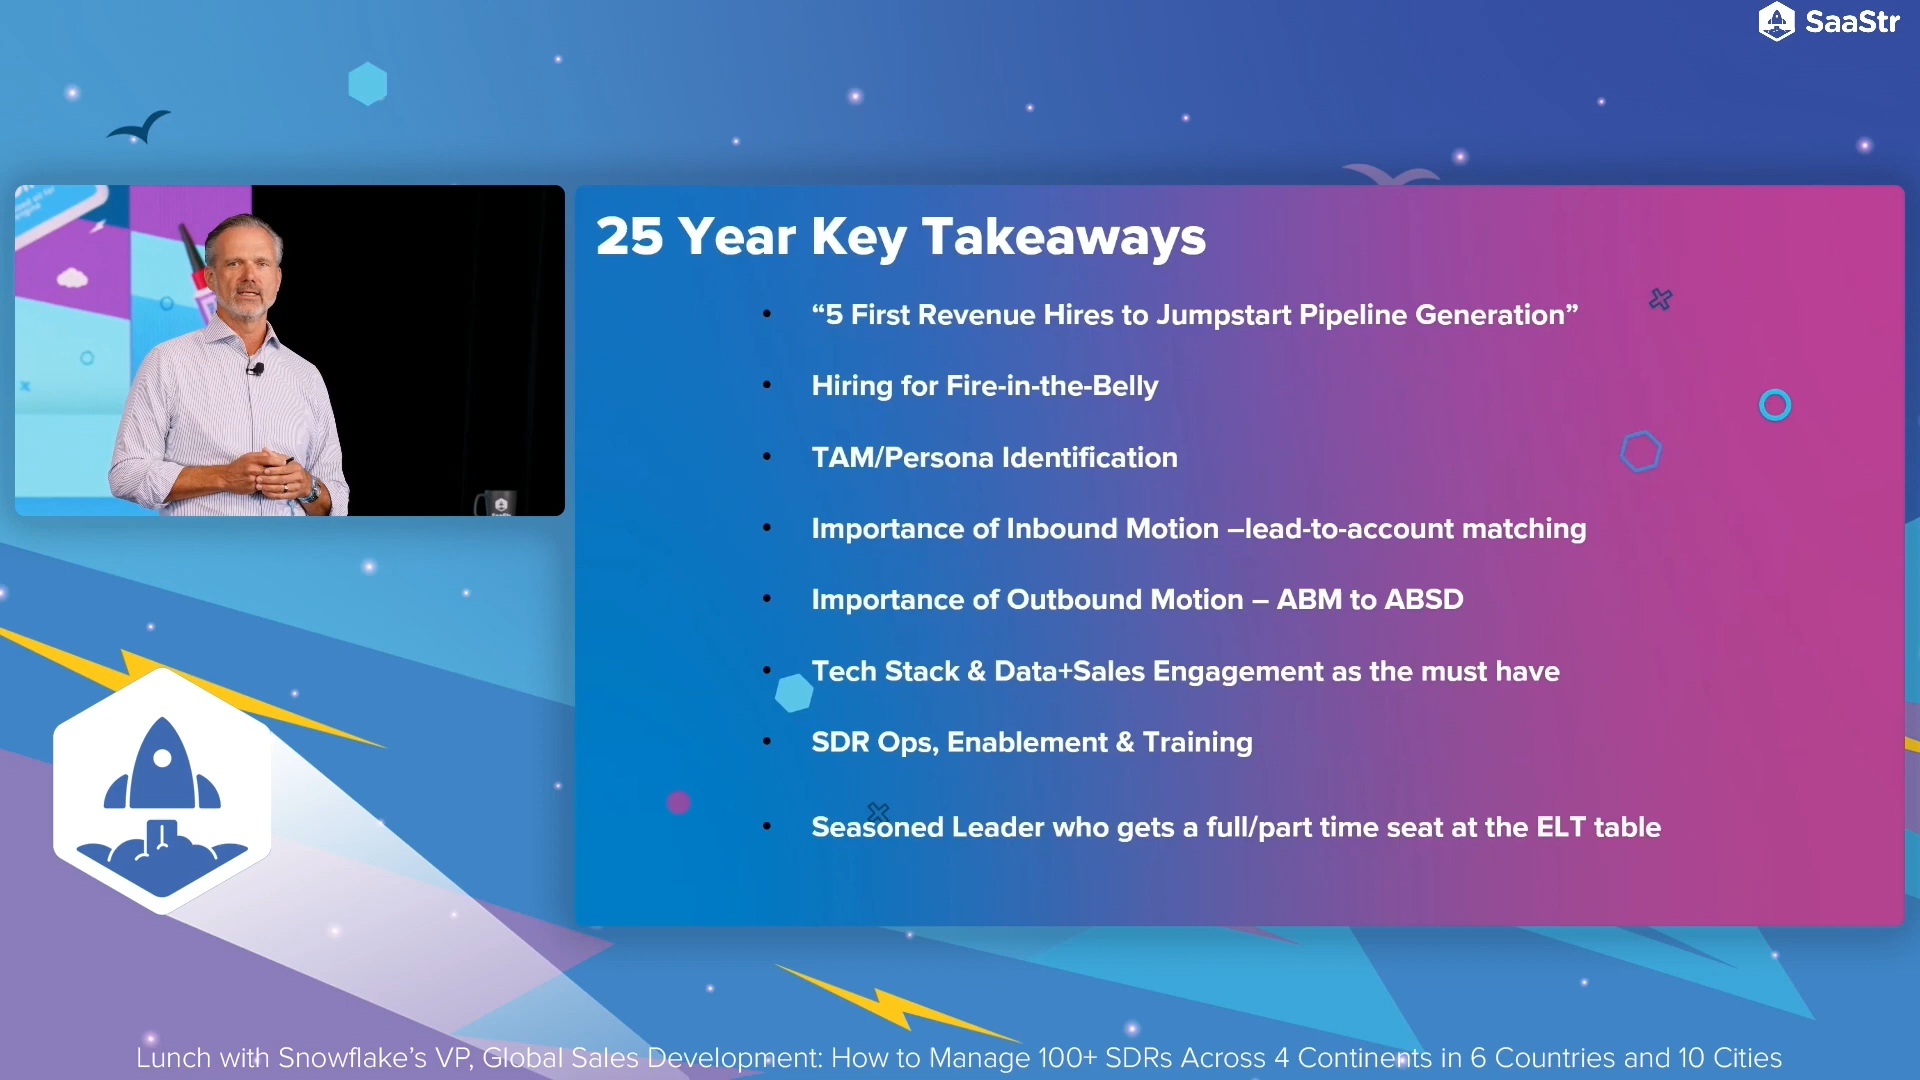 SaaStr
25 Year Key Takeaways
• “5 First Revenue Hires to Jumpstart Pipeline Generation”
• Hiring for Fire-in-the-Belly
• TAM/Persona Identification
• Importance of Inbound Motion –lead-to-account matching
• Importance of Outbound Motion – ABM to ABSD
• Tech Stack & Data+Sales Engagement as the must have
• SDR Ops, Enablement & Training
• Seasoned Leader who gets a full/part time seat at the ELT table
Lunch with Snowflake’s VP, Global Sales Development: How to Manage 100+ SDRs Across 4 Continents in 6 Countries and 10 Cities